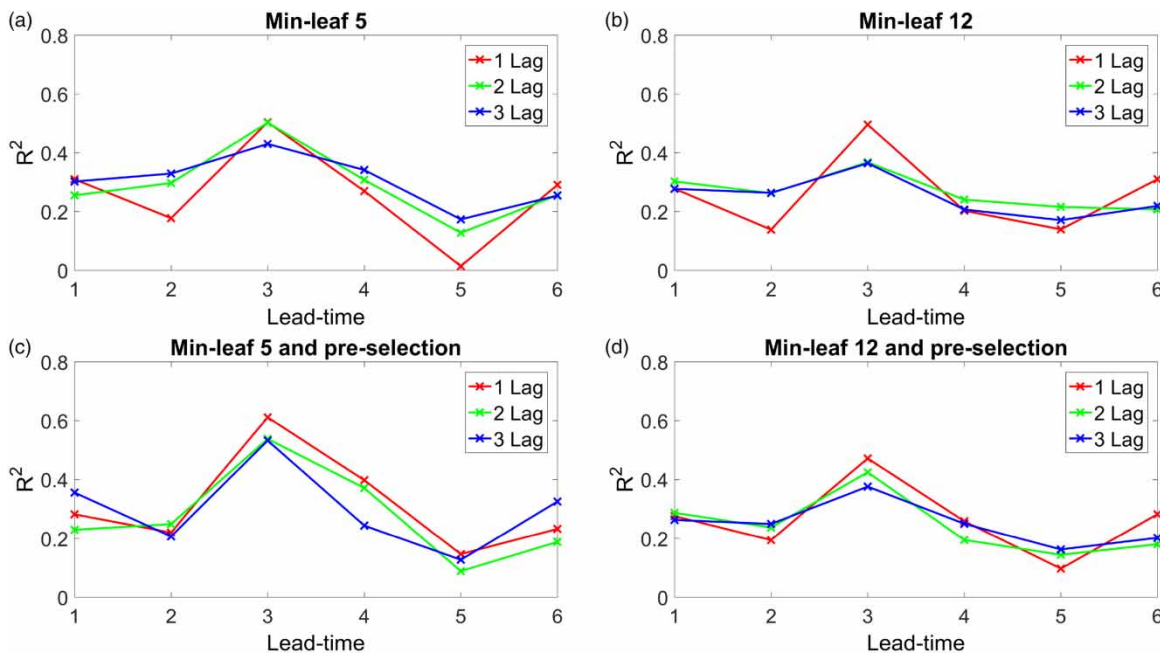 (a) Min-leaf 5
0.8
0.6
0.4
0.2
0
R²
1 Lag
2 Lag
3 Lag
1 2 3 4 5 6
Lead-time
(b) Min-leaf 12
0.8
0.6
0.4
0.2
0
R²
1 Lag
2 Lag
3 Lag
1 2 3 4 5 6
Lead-time
(c) Min-leaf 5 and pre-selection
0.8
0.6
0.4
0.2
0
R²
1 Lag
2 Lag
3 Lag
1 2 3 4 5 6
Lead-time
(d) Min-leaf 12 and pre-selection
0.8
0.6
0.4
0.2
0
R²
1 Lag
2 Lag
3 Lag
1 2 3 4 5 6
Lead-time